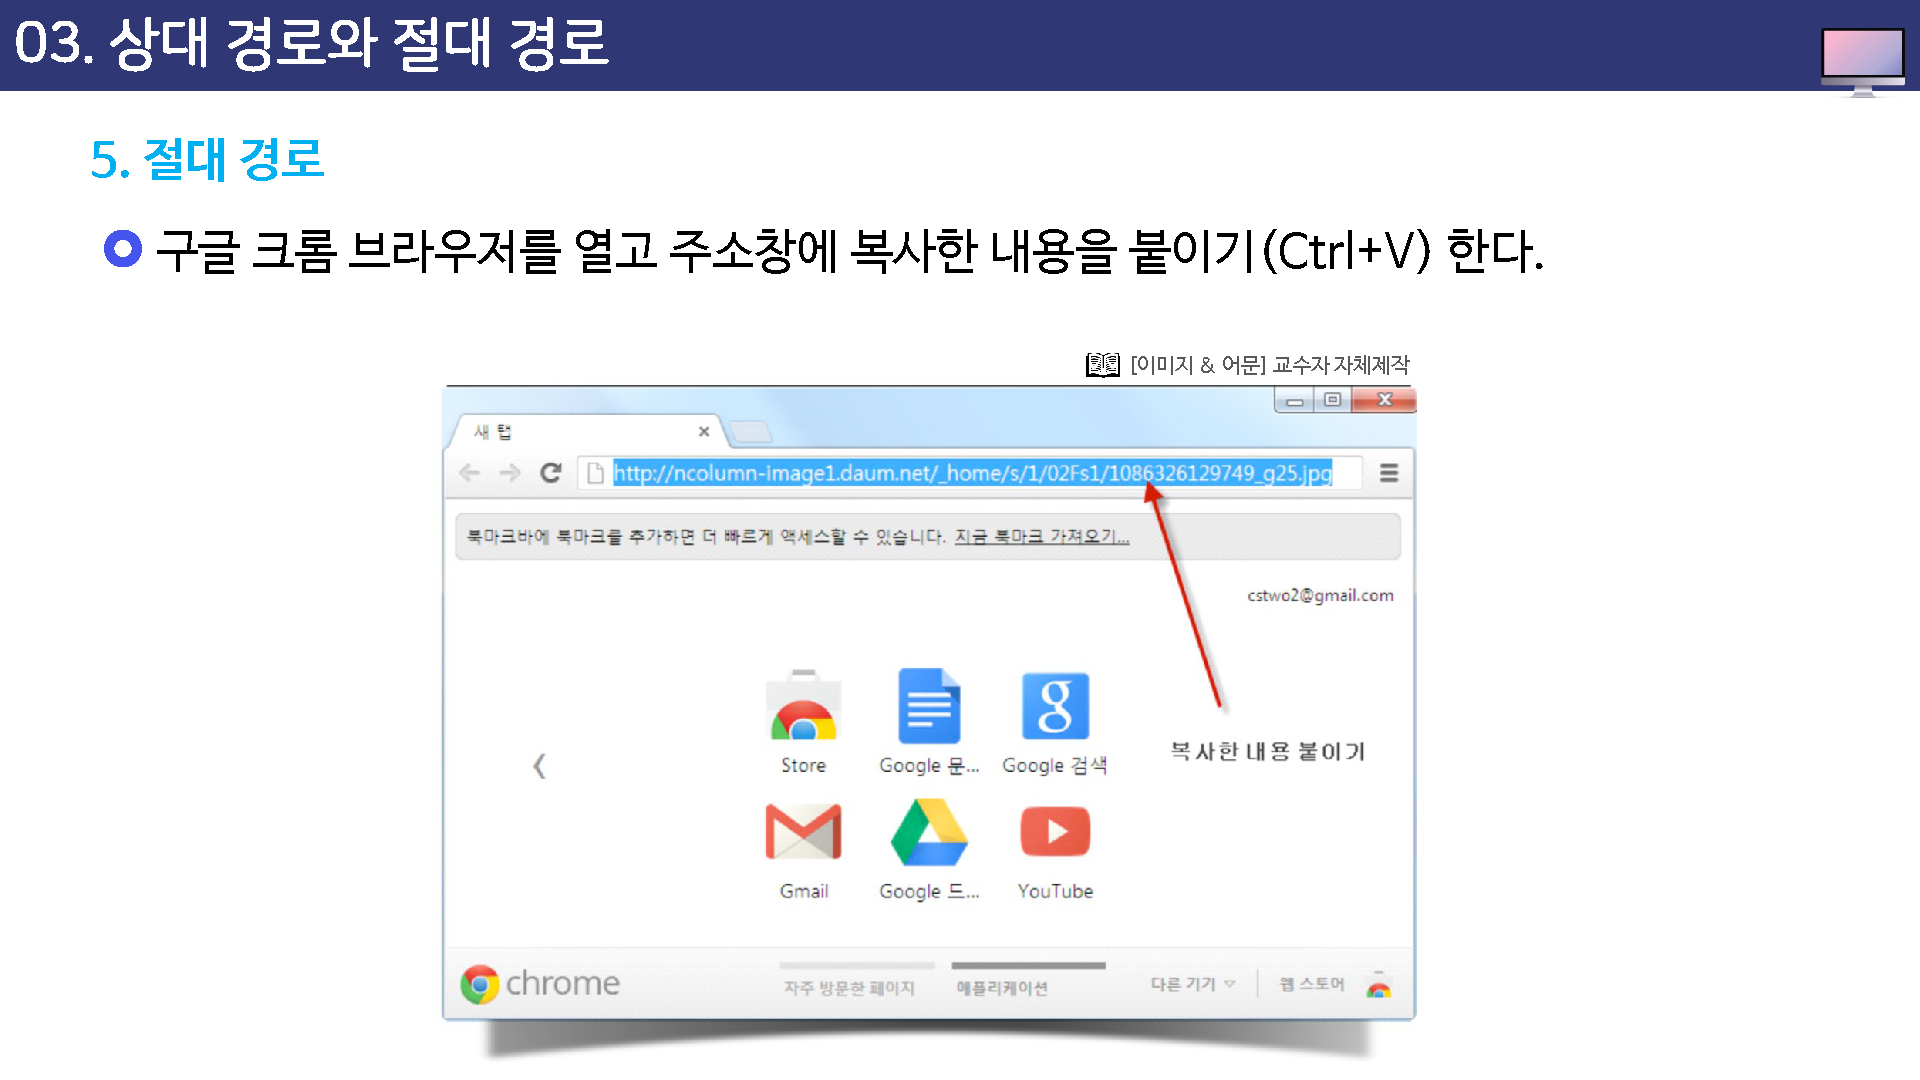 03. 상대 경로와 절대 경로
5. 절대 경로
구글 크롬 브라우저를 열고 주소창에 복사한 내용을 붙이기(Ctrl+V) 한다.
[이미지 & 어문] 교수자 자체제작
새 탭
http://ncolumn-image1.daum.net/_home/s/1/02Fs1/1086326129749_g25.jpg
북마크바에 북마크를 추가하면 더 빠르게 액세스할 수 있습니다. 지금 북마크 가져오기...
cstwo2@gmail.com
Store
Google 문...
Google 검색
복사한 내용 붙이기
Gmail
Google 드...
YouTube
chrome
자주 방문한 페이지
애플리케이션
다른 기기
웹 스토어